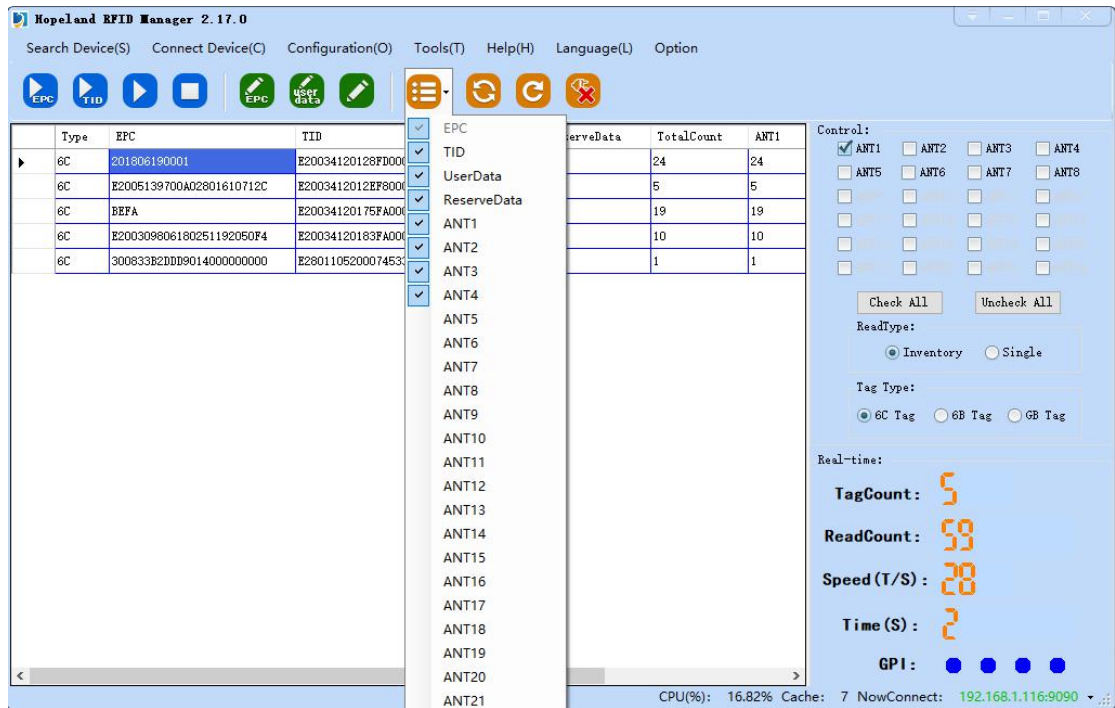 Hopeland RFID Manager 2.17.0
Search Device(S) Connect Device(C) Configuration(O) Tools(T) Help(H) Language(L) Option
EPC TID EPC user data
Type EPC TID erveData TotalCount ANT1
6C 201806190001 E20034120128FD000 24 24
6C E2005139700A02801610712C E2003412012EF8000 5 5
6C BEFA E20034120175FA000 19 19
6C E200309806180251192050F4 E20034120183FA000 10 10
6C 300833B2DDD9014000000000 E2801105200074533 1 1
EPC
TID
UserData
ReserveData
ANT1
ANT2
ANT3
ANT4
ANT5
ANT6
ANT7
ANT8
ANT9
ANT10
ANT11
ANT12
ANT13
ANT14
ANT15
ANT16
ANT17
ANT18
ANT19
ANT20
ANT21
Control:
ANT1 ANT2 ANT3 ANT4
ANT5 ANT6 ANT7 ANT8
Check All Uncheck All
ReadType:
Inventory Single
Tag Type:
6C Tag 6B Tag GB Tag
Real-time:
TagCount: 5
ReadCount: 59
Speed(T/S): 28
Time(S): 2
GPI:
CPU(%): 16.82% Cache: 7 NowConnect: 192.168.1.116:9090